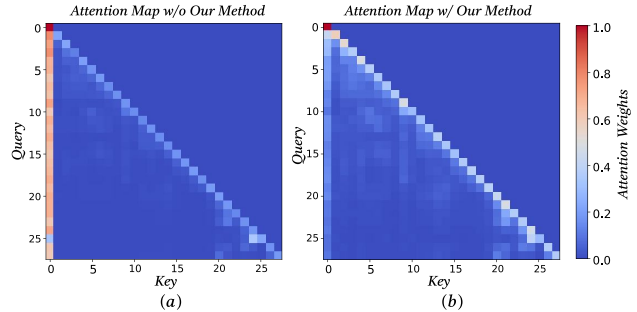 Attention Map w/o Our Method
0
5
10
15
20
25
Query
0 5 10 15 20 25
Key
(a)
Attention Map w/ Our Method
0
5
10
15
20
25
Query
0 5 10 15 20 25
Key
(b)
1.0
0.8
0.6
0.4
0.2
0.0
Attention Weights